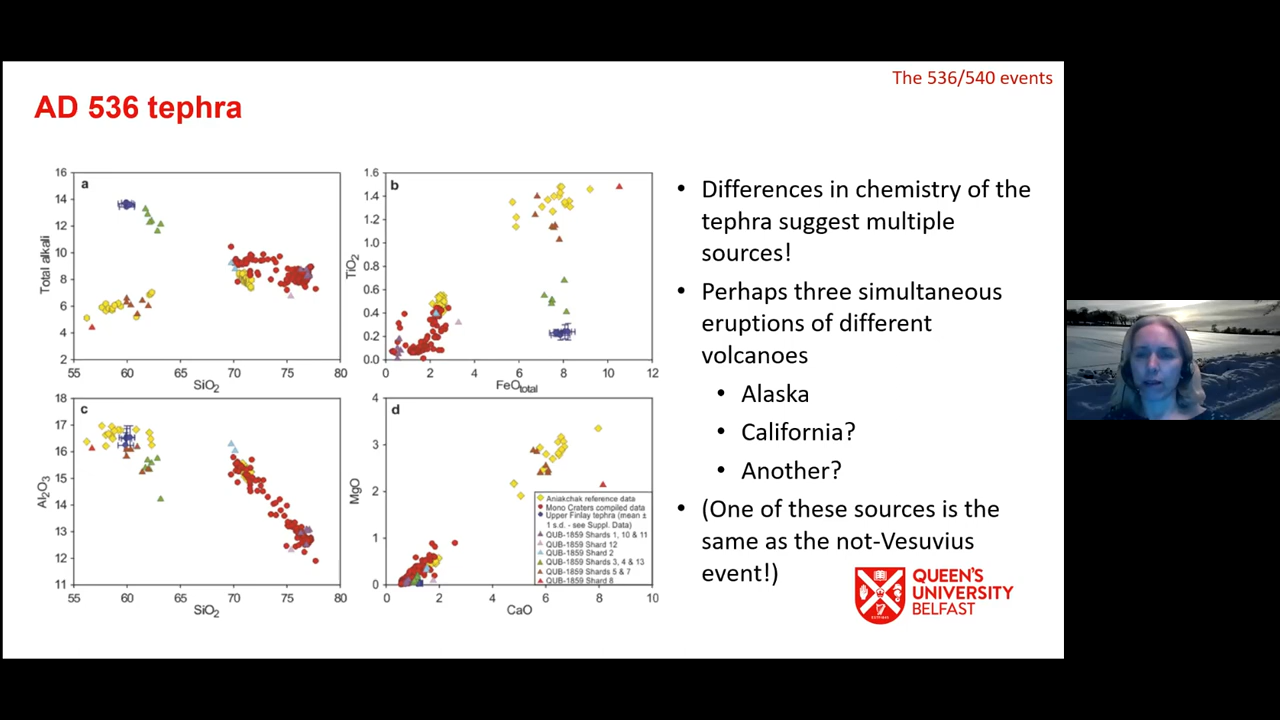 The 536/540 events
AD 536 tephra
16
14
12
10
8
6
4
2
a
Total alkali
55 60 65 70 75 80
SiO2
1.6
1.4
1.2
1.0
0.8
0.6
0.4
0.2
0.0
b
TiO2
0 2 4 6 8 10 12
FeOtotal
18
17
16
15
14
13
12
11
c
Al2O3
55 60 65 70 75 80
SiO2
4
3
2
1
0
d
MgO
0 2 4 6 8 10
CaO
Aniakchak reference data
Mono Craters compiled data
Upper Finlay tephra (mean ±
1 s.d. - see Suppl. Data)
QUB-1859 Shards 1, 10 & 11
QUB-1859 Shard 12
QUB-1859 Shard 2
QUB-1859 Shards 3, 4 & 13
QUB-1859 Shards 5 & 7
QUB-1859 Shard 8
• Differences in chemistry of the
tephra suggest multiple
sources!
• Perhaps three simultaneous
eruptions of different
volcanoes
• Alaska
• California?
• Another?
• (One of these sources is the
same as the not-Vesuvius
event!)
QUEEN'S
UNIVERSITY
BELFAST